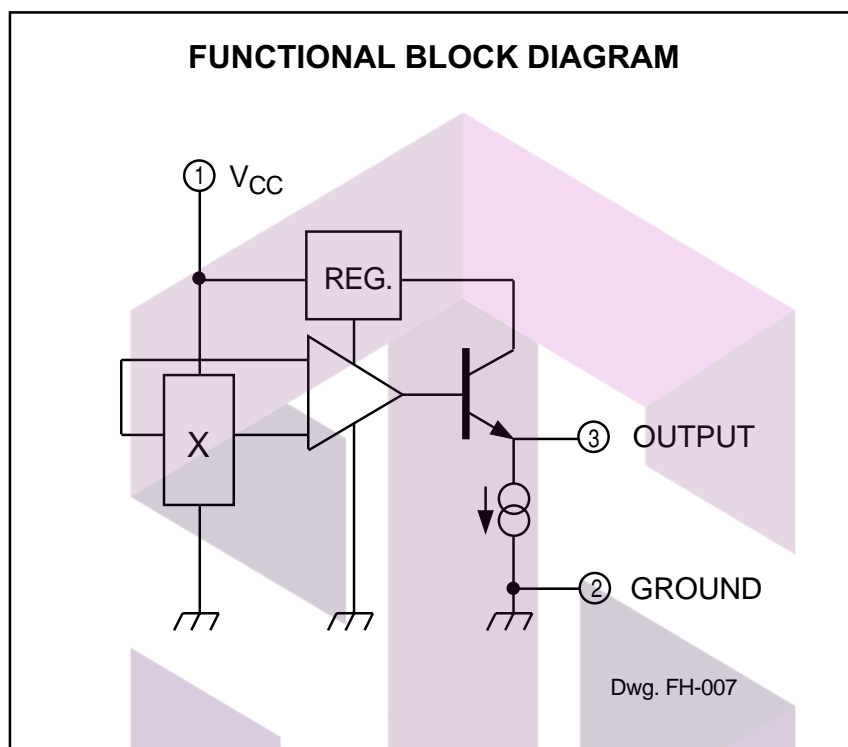 FUNCTIONAL BLOCK DIAGRAM
1 VCC
REG.
X
3 OUTPUT
2 GROUND
Dwg. FH-007